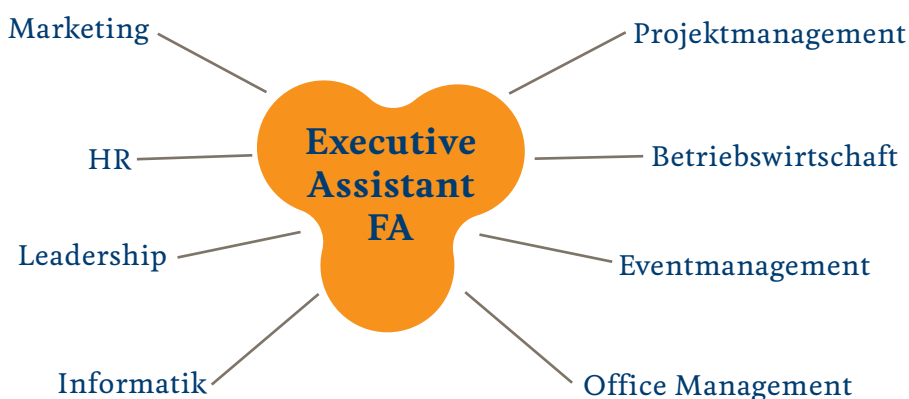 Marketing
Projektmanagement
Executive
Assistant
FA
HR
Betriebswirtschaft
Leadership
Eventmanagement
Informatik
Office Management